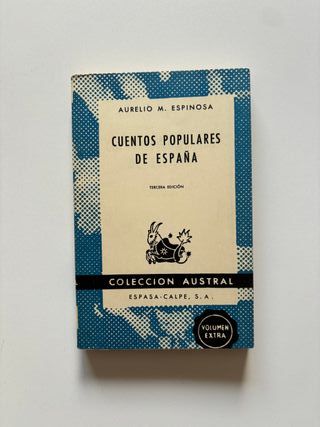 AURELIO M. ESPINOSA
CUENTOS POPULARES
DE ESPAÑA
TERCERA EDICIÓN
COLECCION AUSTRAL
ESPASA-CALPE, S. A.
VOLUMEN
EXTRA